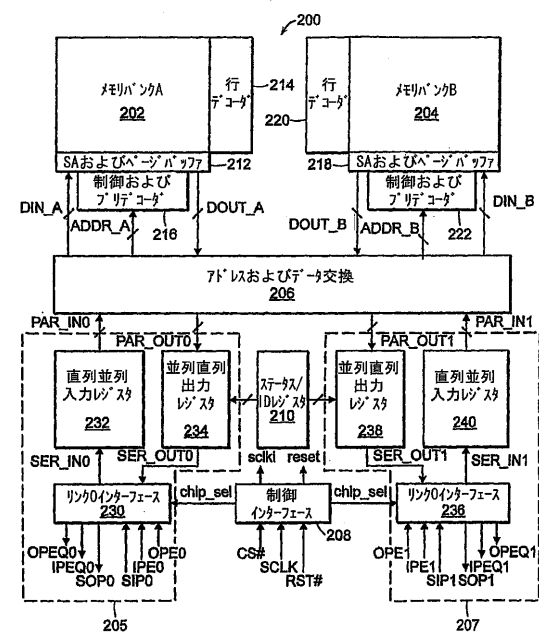 200
メモリバンクA
202
行
デコーダ
214
行
デコーダ
220
メモリバンクB
204
SAおよびページバッファ
212
218
SAおよびページバッファ
制御および
プリデコーダ
216
制御および
プリデコーダ
222
DIN_A
ADDR_A
DOUT_A
DOUT_B
ADDR_B
DIN_B
アドレスおよびデータ交換
206
PAR_IN0
PAR_OUT0
PAR_OUT1
PAR_IN1
直列並列
入力レジスタ
232
並列直列
出力
レジスタ
234
ステータス/
IDレジスタ
210
並列直列
出力
レジスタ
238
直列並列
入力レジスタ
240
SER_IN0
SER_OUT0
sclki
reset
SER_OUT1
SER_IN1
リンク0インターフェース
230
chip_sel
制御
インターフェース
208
chip_sel
リンク0インターフェース
236
OPEQ0
IPEQ0
SOP0
SIP0
IPE0
OPE0
CS#
SCLK
RST#
OPE1
IPE1
SIP1
SOP1
IPEQ1
OPEQ1
205
207